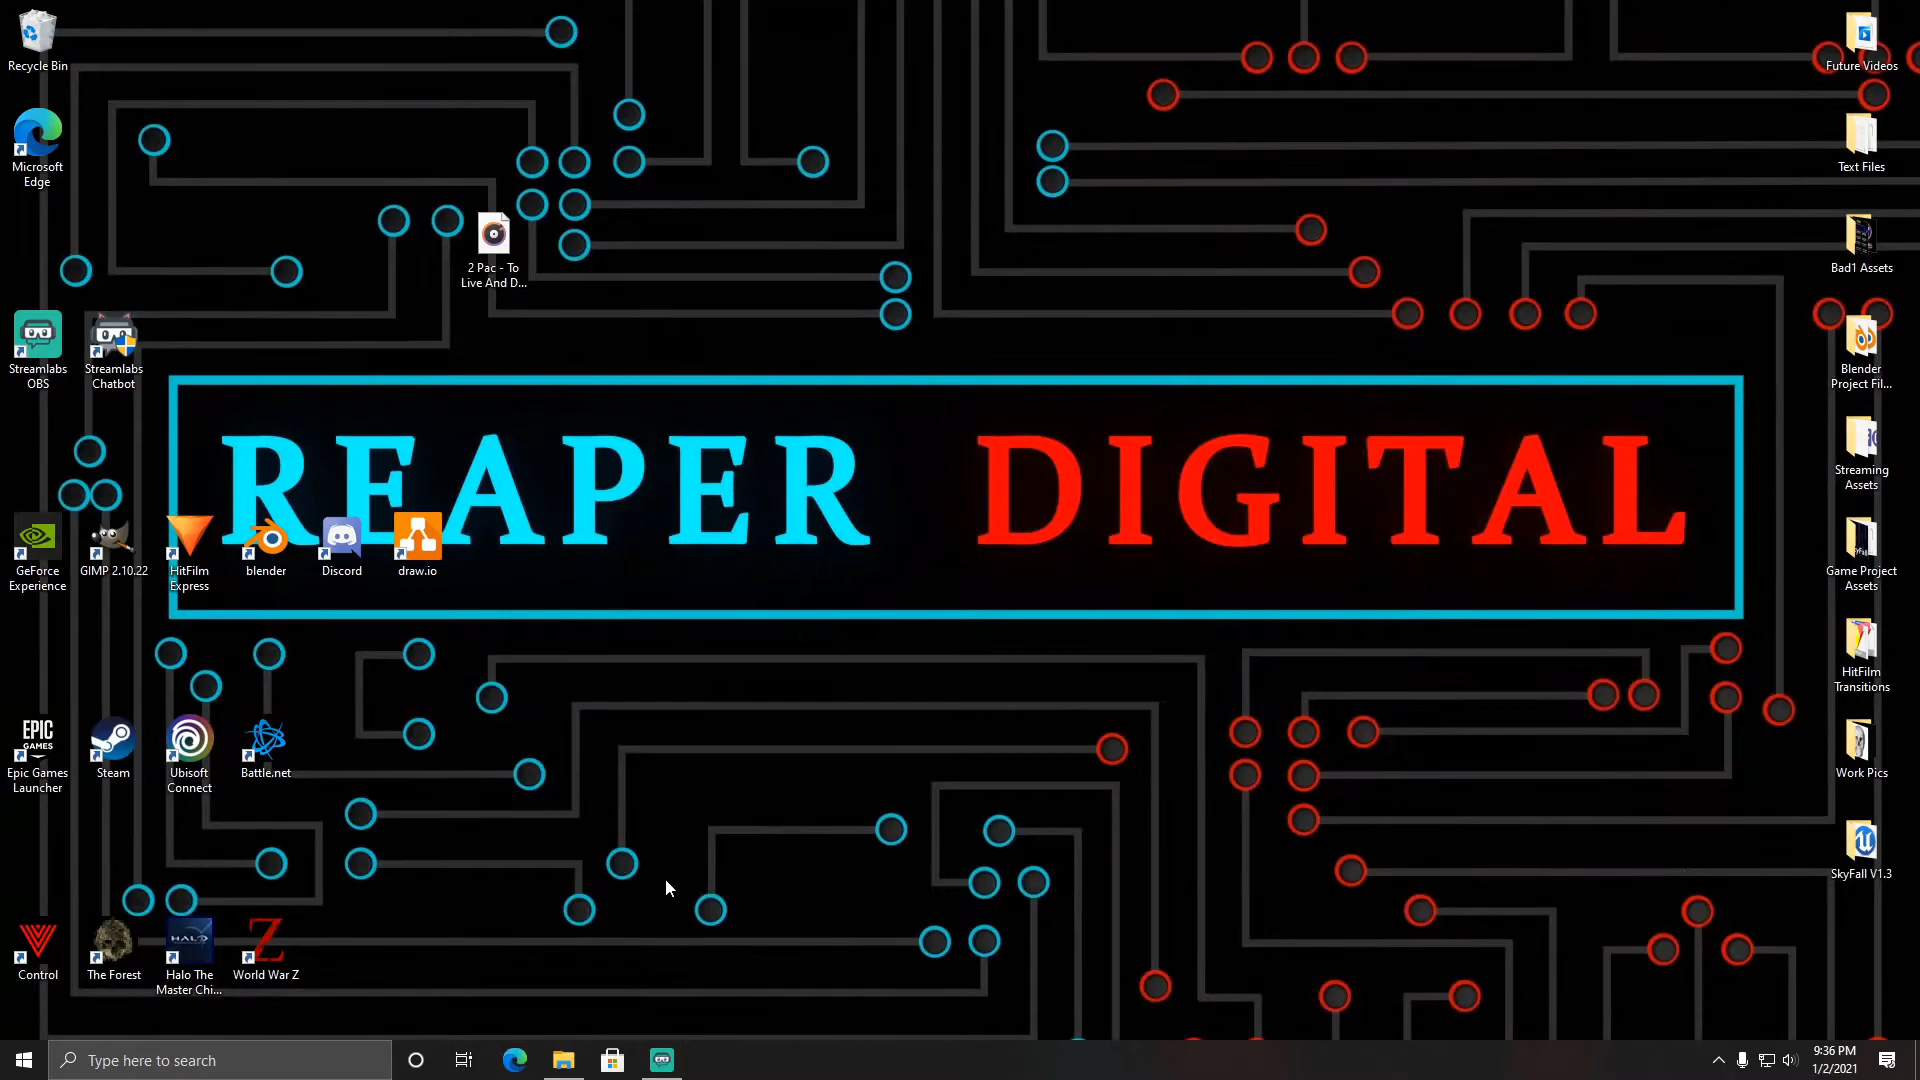 Recycle Bin
Microsoft
Edge
2 Pac - To
Live And D...
Streamlabs
OBS
Streamlabs
Chatbot
REAPER DIGITAL
GeForce
Experience
GIMP 2.10.22
HitFilm
Express
blender
Discord
draw.io
EPIC
GAMES
Epic Games
Launcher
Steam
Ubisoft
Connect
Battle.net
Control
The Forest
HALO
Halo The
Master Chi...
Z
World War Z
Future Videos
Text Files
Bad1 Assets
Blender
Project Fil...
Streaming
Assets
Game Project
Assets
HitFilm
Transitions
Work Pics
SkyFall V1.3
Type here to search
9:36 PM
1/2/2021